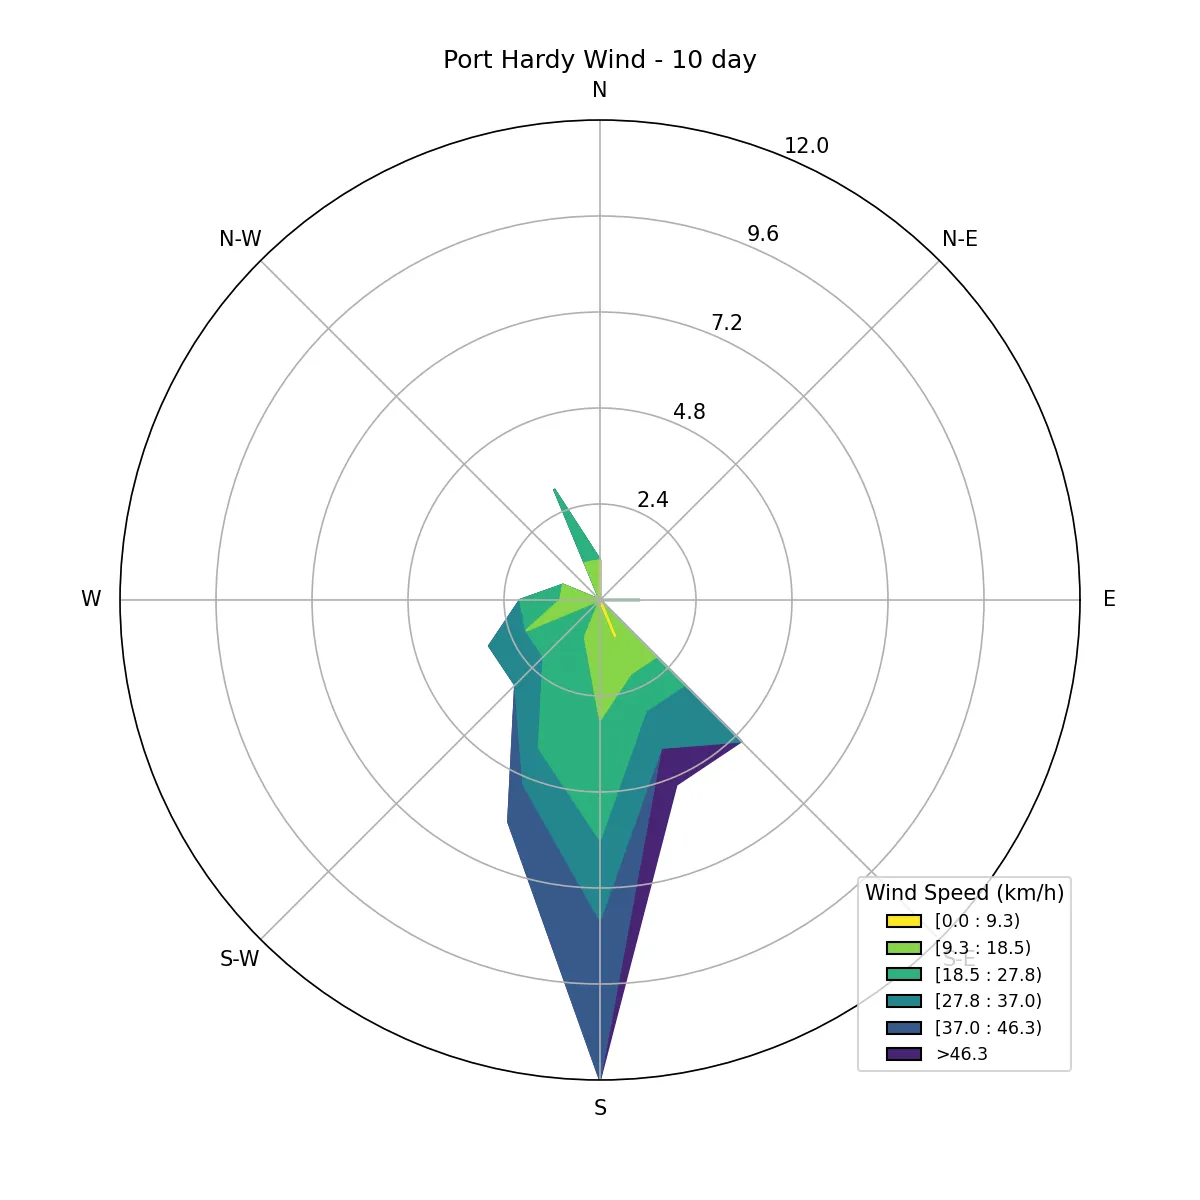 Port Hardy Wind - 10 day
N
12.0
N-W
9.6
N-E
7.2
4.8
2.4
W
E
S-W
S-E
S
Wind Speed (km/h)
[0.0 : 9.3)
[9.3 : 18.5)
[18.5 : 27.8)
[27.8 : 37.0)
[37.0 : 46.3)
>46.3